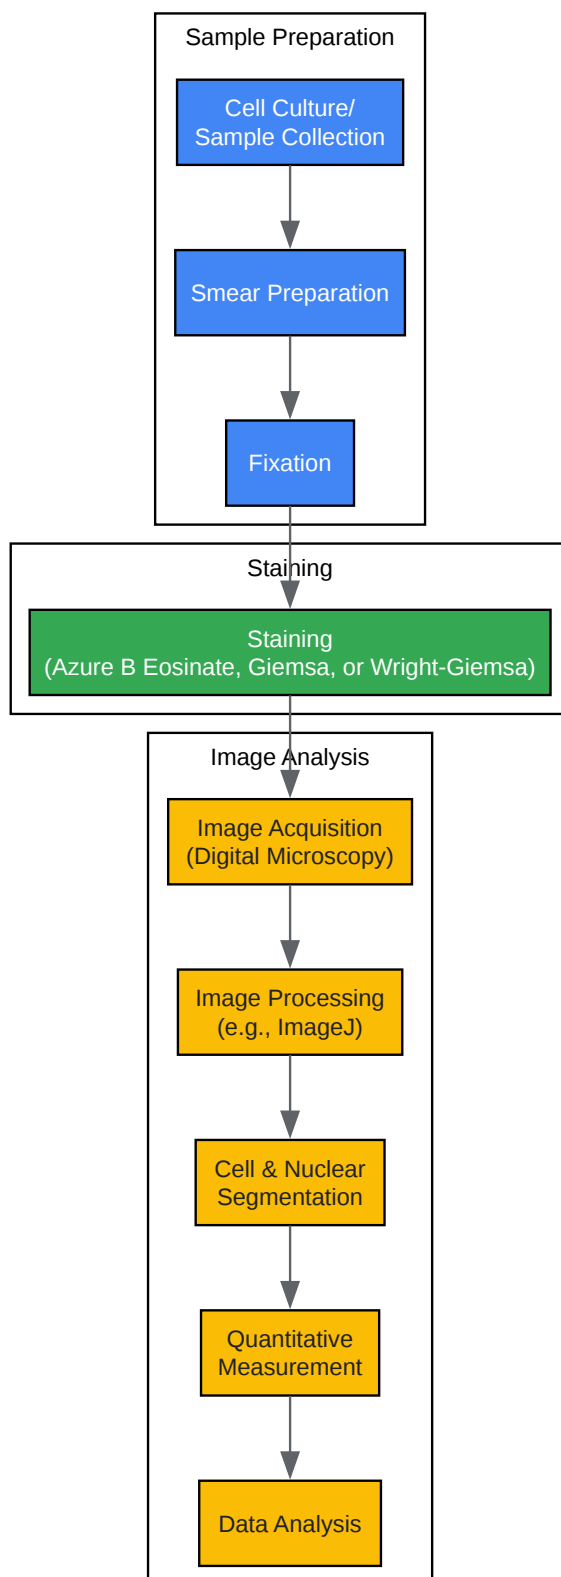 Sample Preparation
Cell Culture/
Sample Collection
Smear Preparation
Fixation
Staining
Staining
(Azure B Eosinate, Giemsa, or Wright-Giemsa)
Image Analysis
Image Acquisition
(Digital Microscopy)
Image Processing
(e.g., ImageJ)
Cell & Nuclear
Segmentation
Quantitative
Measurement
Data Analysis